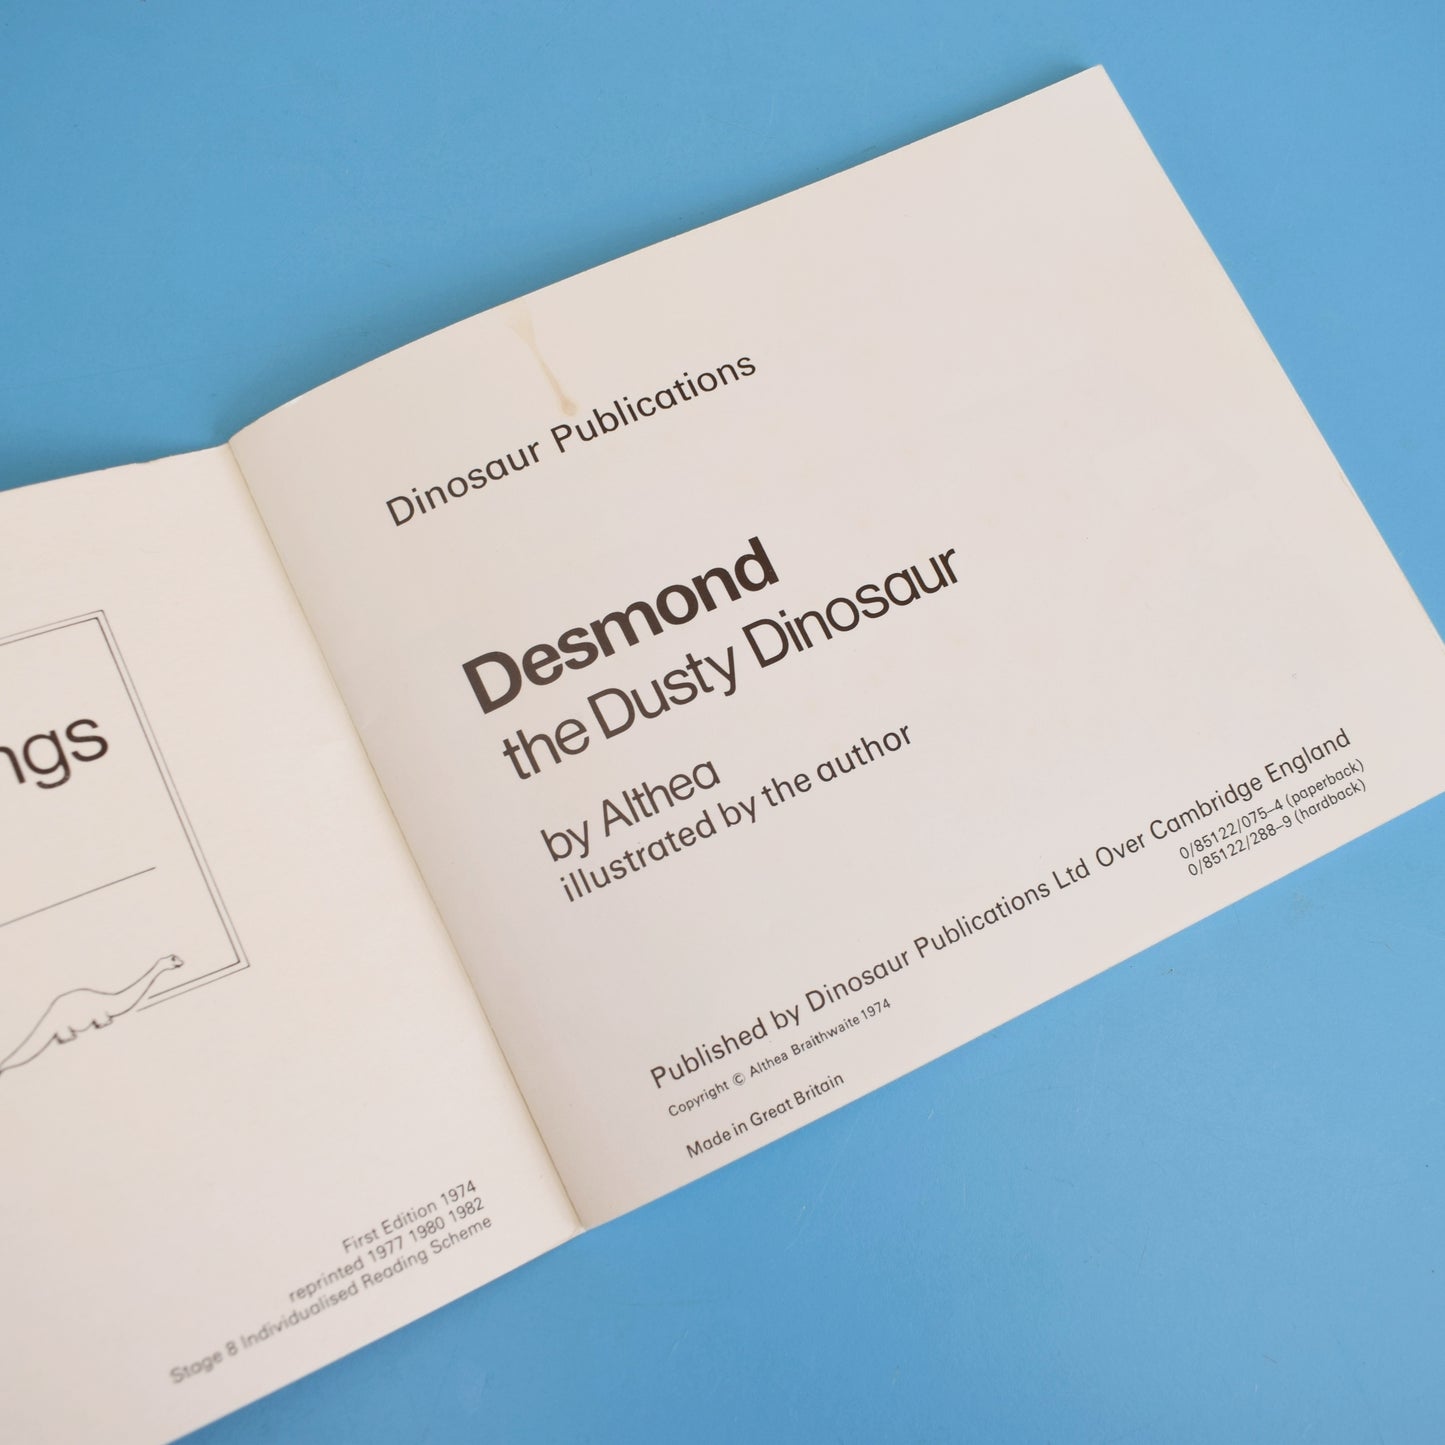 ngs
First Edition 1974
reprinted 1977 1980 1982
Stage 8 Individualised Reading Scheme
Dinosaur Publications
Desmond
the Dusty Dinosaur
by Althea
illustrated by the author
Published by Dinosaur Publications Ltd Over Cambridge England
0/85122/075–4 (paperback)
0/85122/288–9 (hardback)
Copyright © Althea Braithwaite 1974
Made in Great Britain